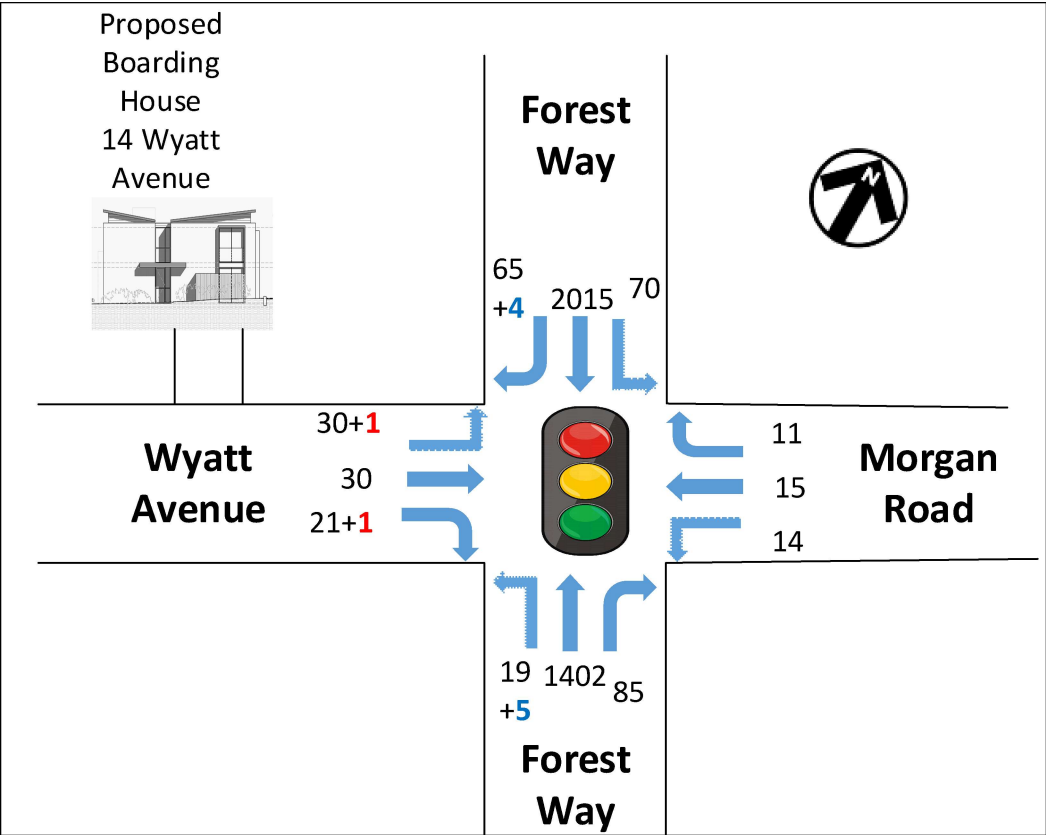 Proposed
Boarding
House
14 Wyatt
Avenue
Forest
Way
N
65
+4
2015
70
30+1
30
21+1
Wyatt
Avenue
11
15
14
Morgan
Road
19
+5
1402
85
Forest
Way